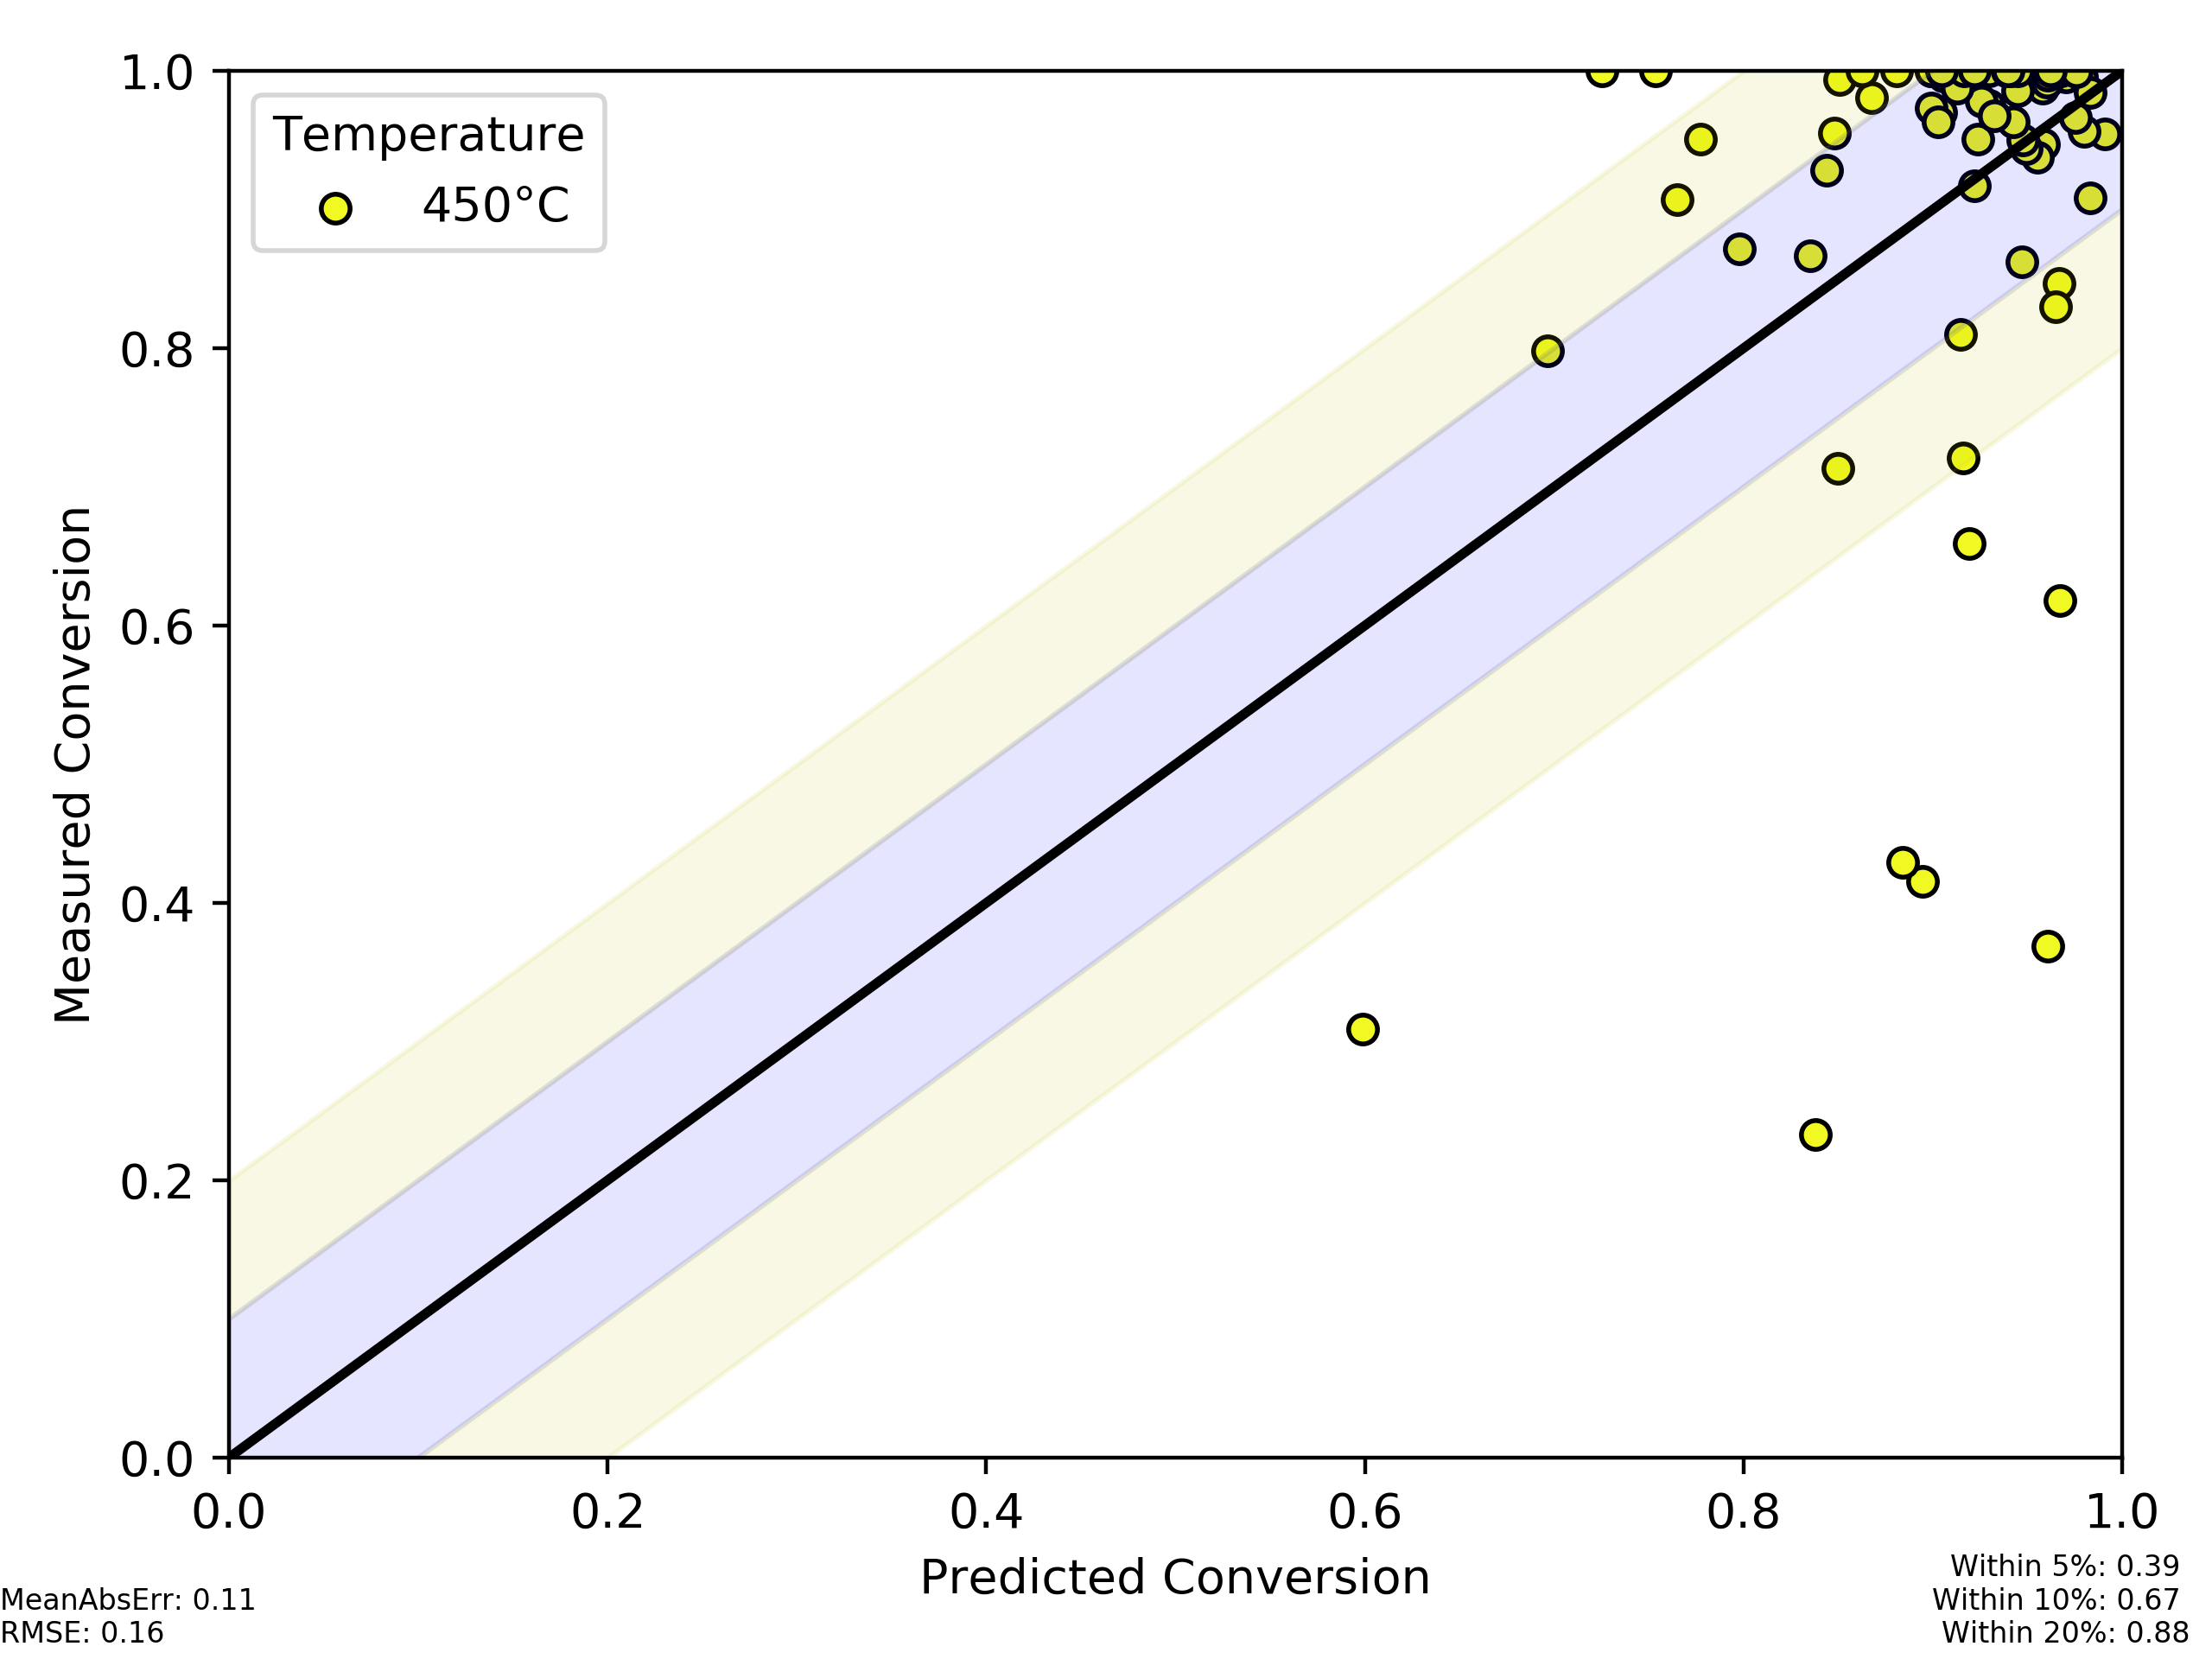 1.0
Temperature
450°C
0.8
0.6
0.4
0.2
0.0
Measured Conversion
0.0 0.2 0.4 0.6 0.8 1.0
Predicted Conversion
MeanAbsErr: 0.11
RMSE: 0.16
Within 5%: 0.39
Within 10%: 0.67
Within 20%: 0.88